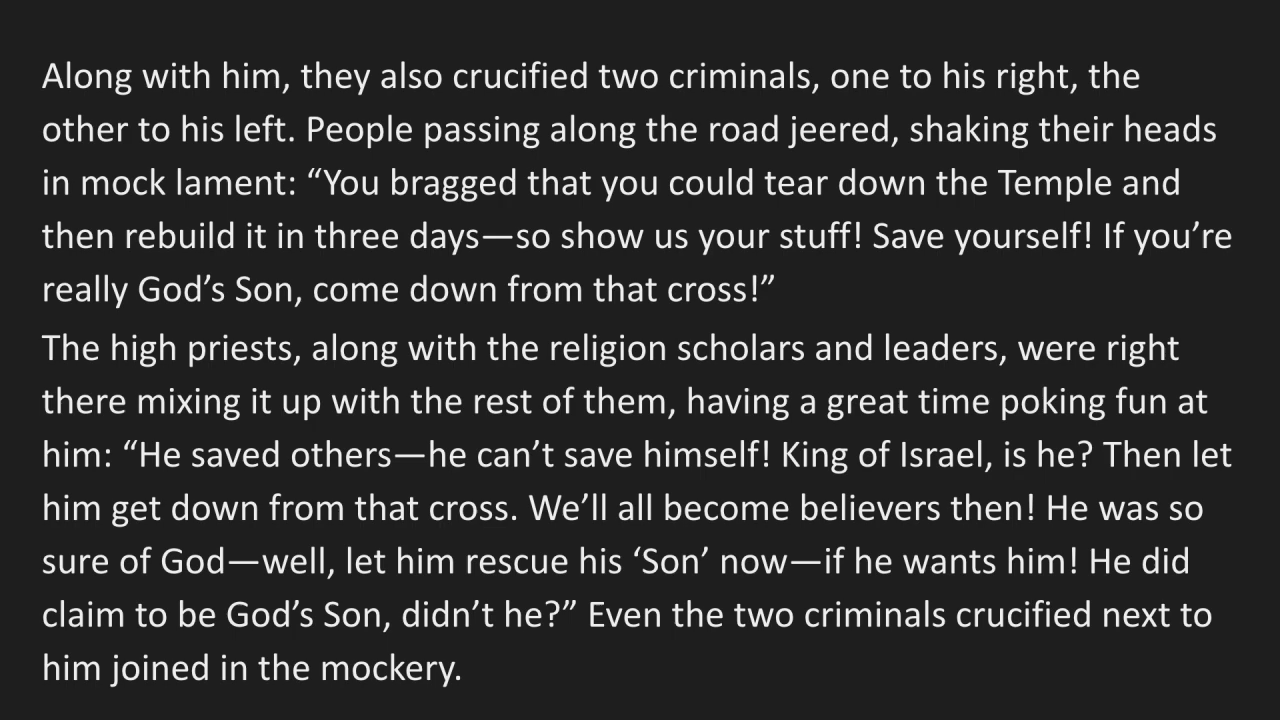 Along with him, they also crucified two criminals, one to his right, the
other to his left. People passing along the road jeered, shaking their heads
in mock lament: “You bragged that you could tear down the Temple and
then rebuild it in three days—so show us your stuff! Save yourself! If you’re
really God’s Son, come down from that cross!”
The high priests, along with the religion scholars and leaders, were right
there mixing it up with the rest of them, having a great time poking fun at
him: “He saved others—he can’t save himself! King of Israel, is he? Then let
him get down from that cross. We’ll all become believers then! He was so
sure of God—well, let him rescue his ‘Son’ now—if he wants him! He did
claim to be God’s Son, didn’t he?” Even the two criminals crucified next to
him joined in the mockery.